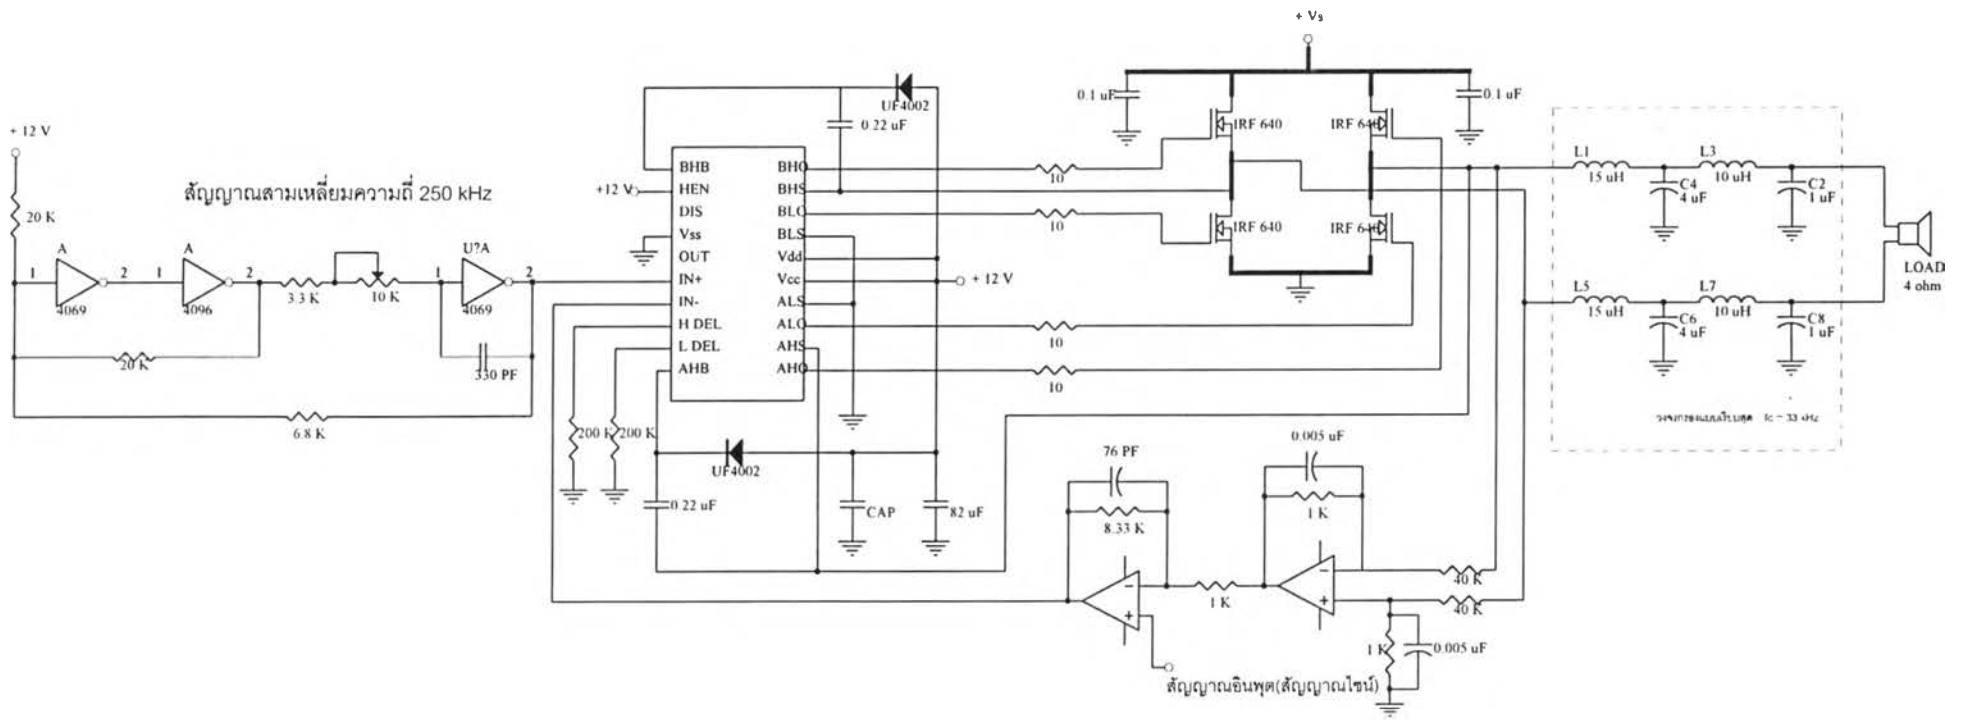 + Vs
0.1 uF
0.1 uF
UF4002
0.22 uF
IRF 640
IRF 640
+ 12 V
สัญญาณสามเหลี่ยมความถี่ 250 kHz
20 K
+12 V
BHB
HEN
DIS
Vss
OUT
IN+
IN-
H DEL
L DEL
AHB
BHO
BHS
BLO
BLS
Vdd
Vcc
ALS
ALO
AHS
AHO
10
10
10
10
IRF 640
IRF 640
L1
15 uH
L3
10 uH
C4
4 uF
C2
1 uF
LOAD
4 ohm
L5
15 uH
L7
10 uH
C6
4 uF
C8
1 uF
A
1
2
4069
A
1
2
4096
3.3 K
10 K
U?A
1
2
4069
+ 12 V
20 K
330 PF
6.8 K
200 K
200 K
UF4002
0.22 uF
CAP
82 uF
76 PF
8.33 K
0.005 uF
1 K
1 K
40 K
40 K
1 K
0.005 uF
สัญญาณอินพุต(สัญญาณไซน์)